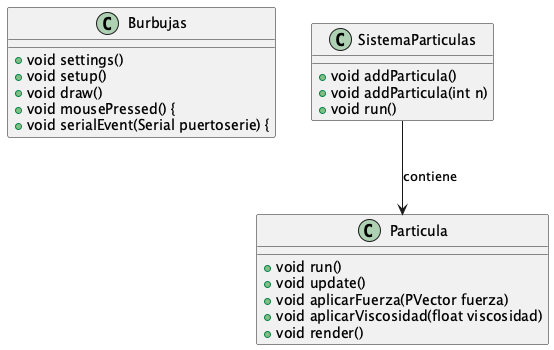 C Burbujas
void settings()
void setup()
void draw()
void mousePressed() {
void serialEvent(Serial puertoserie) {
C SistemaParticulas
void addParticula()
void addParticula(int n)
void run()
contiene
C Particula
void run()
void update()
void aplicarFuerza(PVector fuerza)
void aplicarViscosidad(float viscosidad)
void render()